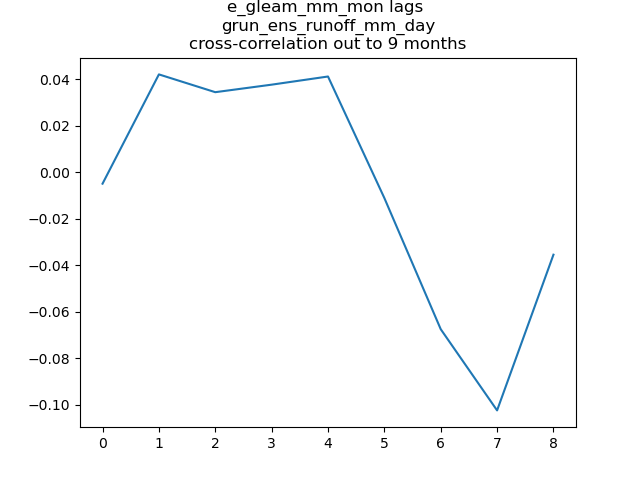 e_gleam_mm_mon lags
grun_ens_runoff_mm_day
cross-correlation out to 9 months
0.04
0.02
0.00
−0.02
−0.04
−0.06
−0.08
−0.10
0 1 2 3 4 5 6 7 8